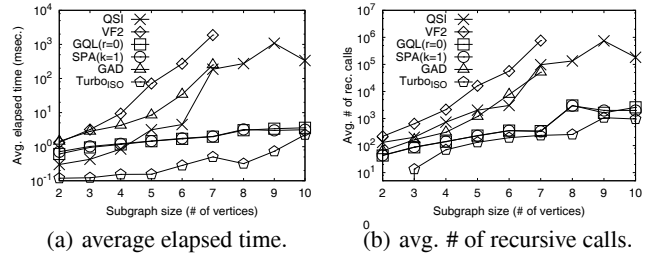 Avg. elapsed time (msec.)
10^4
10^3
10^2
10^1
10^0
10^-1
QSI
VF2
GQL(r=0)
SPA(k=1)
GAD
Turbo_ISO
2 3 4 5 6 7 8 9 10
Subgraph size (# of vertices)
(a) average elapsed time.
Avg. # of rec. calls
10^7
10^6
10^5
10^4
10^3
10^2
10^1
0
QSI
VF2
GQL(r=0)
SPA(k=1)
GAD
Turbo_ISO
2 3 4 5 6 7 8 9 10
Subgraph size (# of vertices)
(b) avg. # of recursive calls.